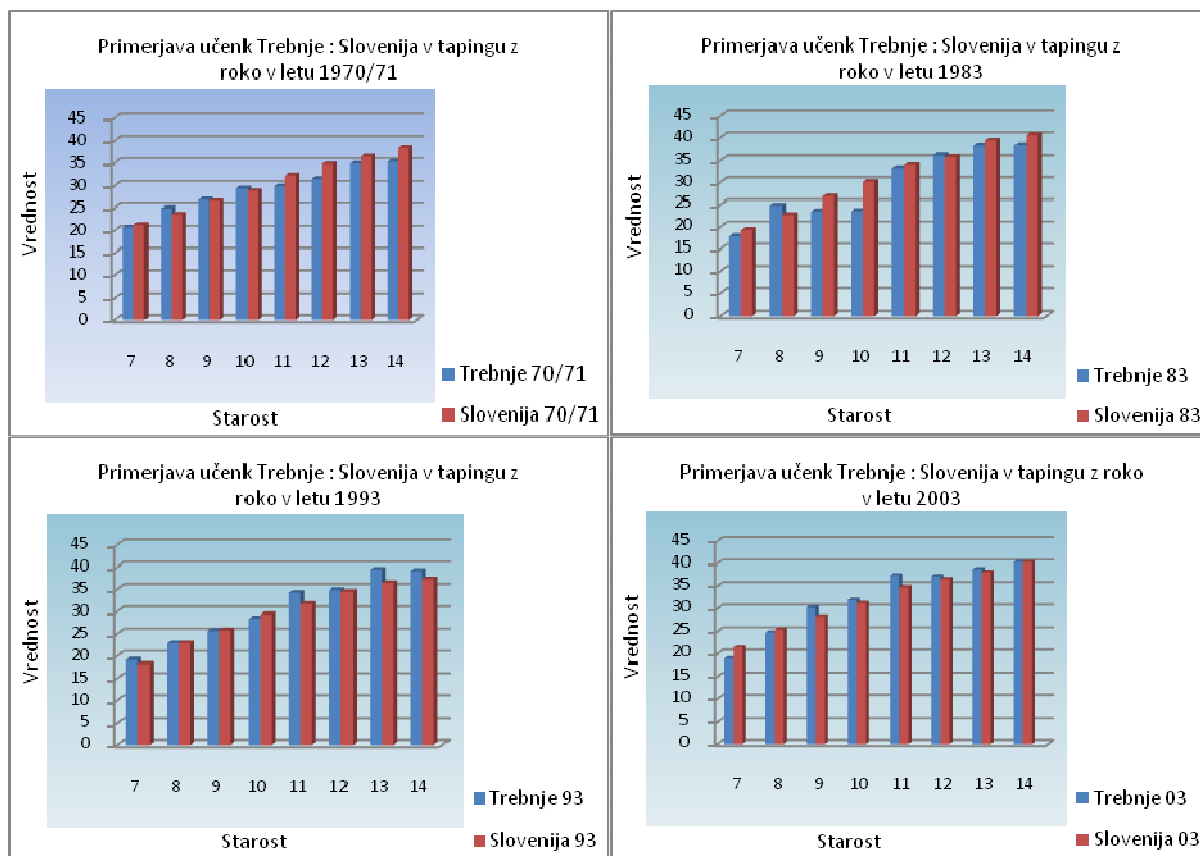 Primerjava učenk Trebnje : Slovenija v tapingu z
roko v letu 1970/71
45
40
35
30
25
20
15
10
5
0
Vrednost
7 8 9 10 11 12 13 14
Starost
Trebnje 70/71
Slovenija 70/71
Primerjava učenk Trebnje : Slovenija v tapingu z
roko v letu 1983
45
40
35
30
25
20
15
10
5
0
Vrednost
7 8 9 10 11 12 13 14
Starost
Trebnje 83
Slovenija 83
Primerjava učenk Trebnje : Slovenija v tapingu z
roko v letu 1993
45
40
35
30
25
20
15
10
5
0
Vrednost
7 8 9 10 11 12 13 14
Starost
Trebnje 93
Slovenija 93
Primerjava učenk Trebnje : Slovenija v tapingu z roko
v letu 2003
45
40
35
30
25
20
15
10
5
0
Vrednost
7 8 9 10 11 12 13 14
Starost
Trebnje 03
Slovenija 03